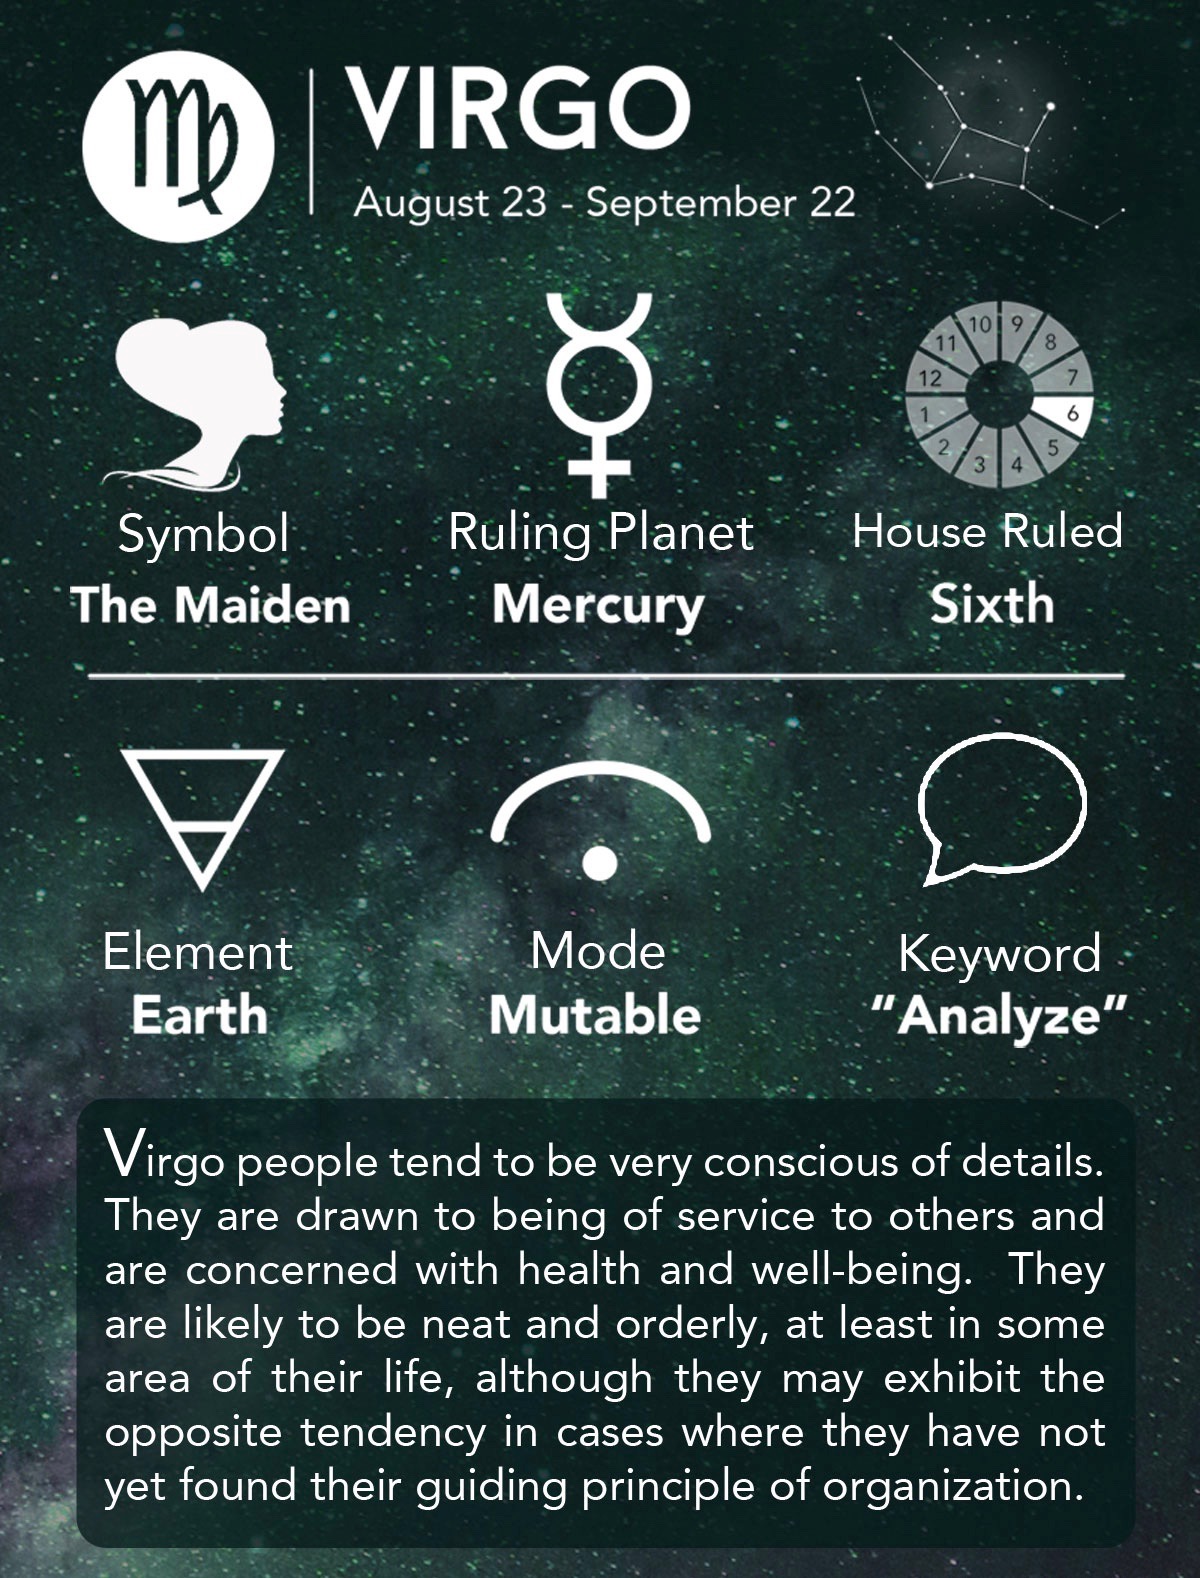 VIRGO
August 23 - September 22
10 9
11 8
12 7
1 6
2 5
3 4
Symbol
The Maiden
Ruling Planet
Mercury
House Ruled
Sixth
Element
Earth
Mode
Mutable
Keyword
"Analyze"
Virgo people tend to be very conscious of details.
They are drawn to being of service to others and
are concerned with health and well-being. They
are likely to be neat and orderly, at least in some
area of their life, although they may exhibit the
opposite tendency in cases where they have not
yet found their guiding principle of organization.